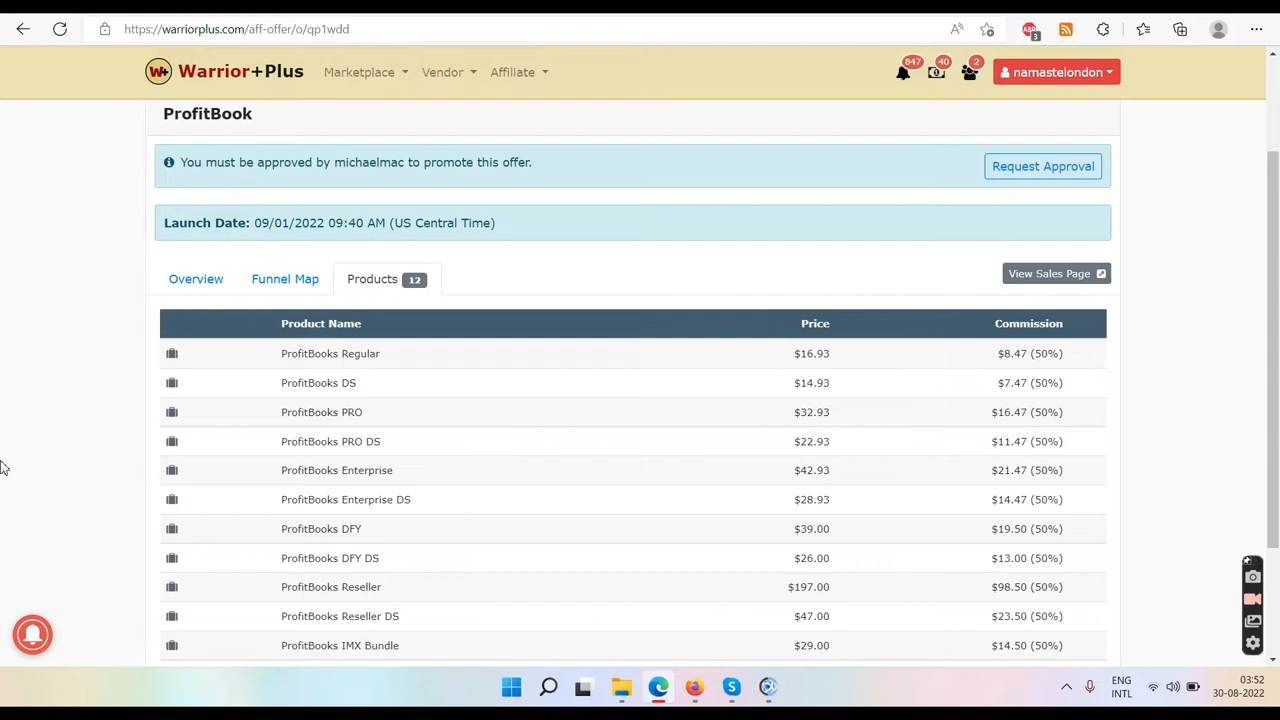 https://warriorplus.com/aff-offer/o/qp1wdd
3
W+ Warrior+Plus Marketplace Vendor Affiliate 847 40 2 namastelondon
ProfitBook
You must be approved by michaelmac to promote this offer. Request Approval
Launch Date: 09/01/2022 09:40 AM (US Central Time)
Overview Funnel Map Products 12 View Sales Page
Product Name Price Commission
ProfitBooks Regular $16.93 $8.47 (50%)
ProfitBooks DS $14.93 $7.47 (50%)
ProfitBooks PRO $32.93 $16.47 (50%)
ProfitBooks PRO DS $22.93 $11.47 (50%)
ProfitBooks Enterprise $42.93 $21.47 (50%)
ProfitBooks Enterprise DS $28.93 $14.47 (50%)
ProfitBooks DFY $39.00 $19.50 (50%)
ProfitBooks DFY DS $26.00 $13.00 (50%)
ProfitBooks Reseller $197.00 $98.50 (50%)
ProfitBooks Reseller DS $47.00 $23.50 (50%)
ProfitBooks IMX Bundle $29.00 $14.50 (50%)
ENG 03:52
INTL 30-08-2022